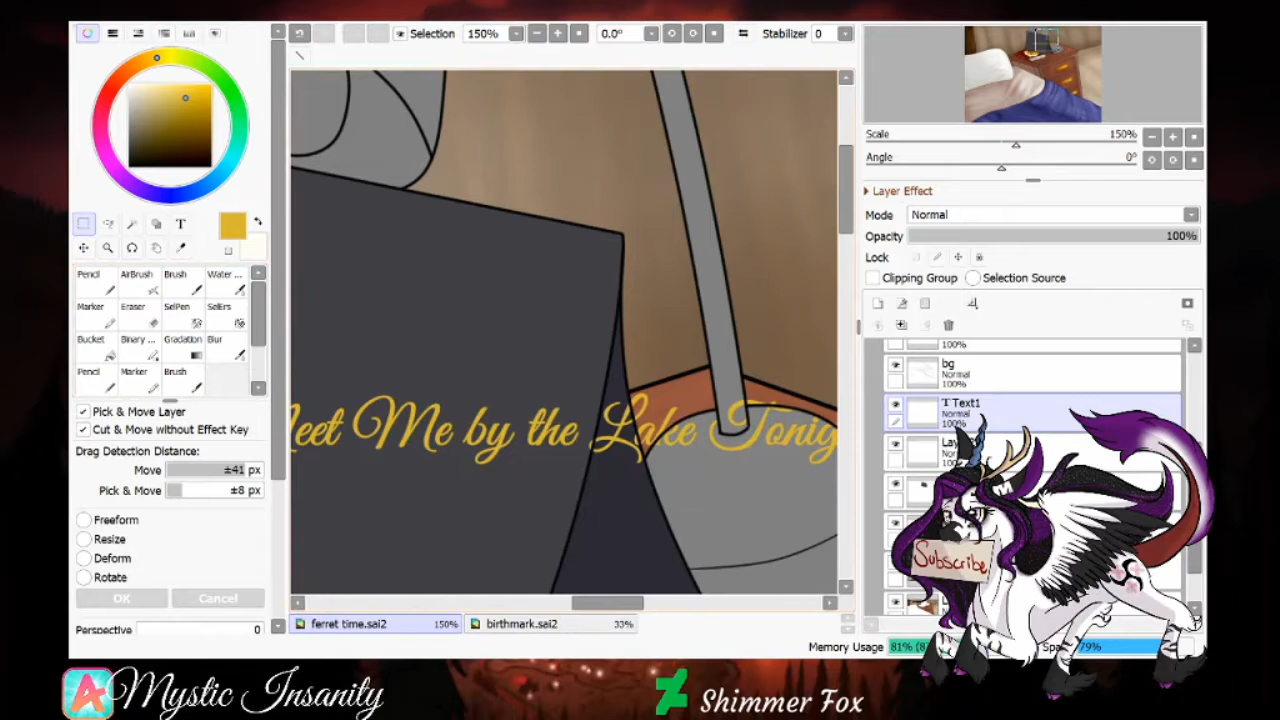 Selection 150% 0.0° Stabilizer 0
Scale 150%
Angle 0°
Layer Effect
Mode Normal
Opacity 100%
Lock
Clipping Group Selection Source
T
Pencil AirBrush Brush Water ...
Marker Eraser SelPen SelErs
Bucket Binary ... Gradation Blur
Pencil Marker Brush
Pick & Move Layer
Cut & Move without Effect Key
Drag Detection Distance:
Move ±41 px
Pick & Move ±8 px
Freeform
Resize
Deform
Rotate
OK Cancel
Perspective 0
eet Me by the Lake Tonig
100%
bg
Normal
100%
T Text1
Normal
100%
Lay
Subscribe
ferret time.sai2 150% birthmark.sai2 33%
Memory Usage 81% 79%
Mystic Insanity
Shimmer Fox